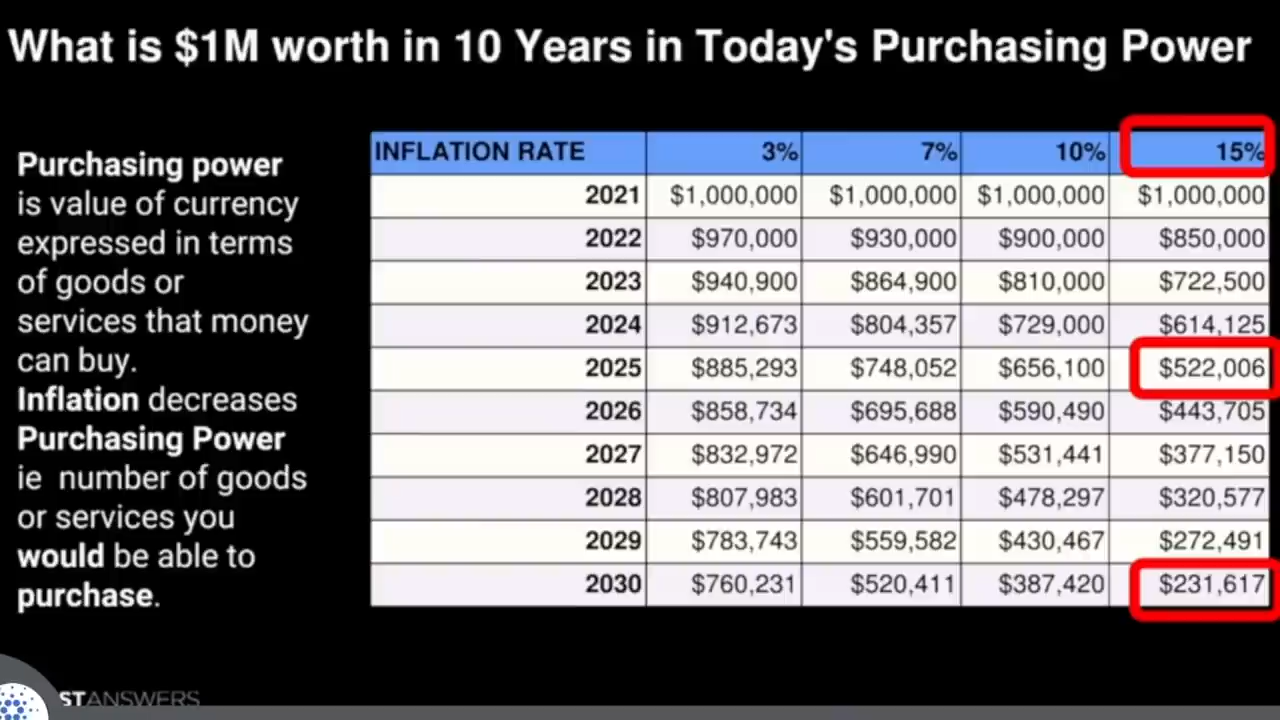 What is $1M worth in 10 Years in Today's Purchasing Power
Purchasing power
is value of currency
expressed in terms
of goods or
services that money
can buy.
Inflation decreases
Purchasing Power
ie number of goods
or services you
would be able to
purchase.
INFLATION RATE 3% 7% 10% 15%
2021 $1,000,000 $1,000,000 $1,000,000 $1,000,000
2022 $970,000 $930,000 $900,000 $850,000
2023 $940,900 $864,900 $810,000 $722,500
2024 $912,673 $804,357 $729,000 $614,125
2025 $885,293 $748,052 $656,100 $522,006
2026 $858,734 $695,688 $590,490 $443,705
2027 $832,972 $646,990 $531,441 $377,150
2028 $807,983 $601,701 $478,297 $320,577
2029 $783,743 $559,582 $430,467 $272,491
2030 $760,231 $520,411 $387,420 $231,617
STANSWERS